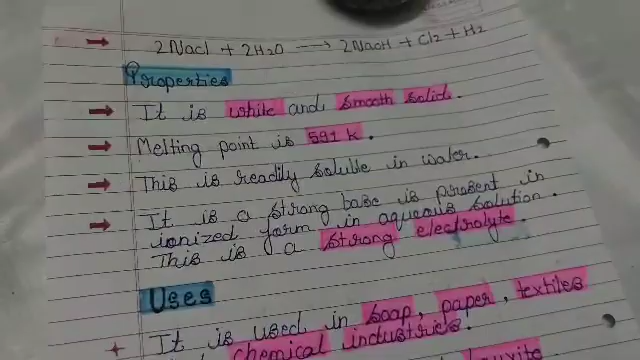 2NaCl + 2H2O → 2NaOH + Cl2 + H2
Properties
It is white and smooth solid.
Melting point is 591 K.
This is readily soluble in water.
It is a strong base is present in
ionized form in aqueous solution.
This is a strong electrolyte.
Uses
It is used in soap, paper, textiles
chemical industries.